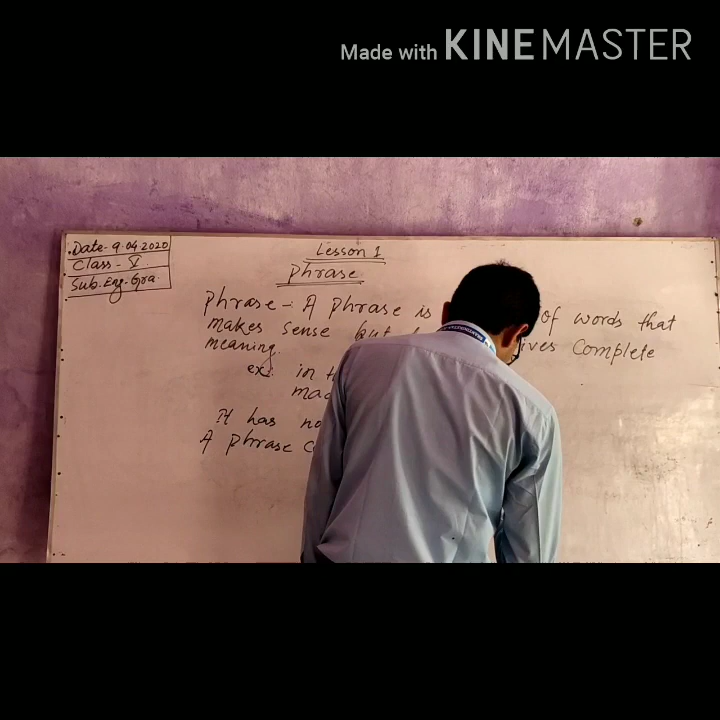 Made with KINEMASTER
Date- 9.04.2020
Class- V
Sub. Eng. Gra.
Lesson 1
Phrase
Phrase -: A Phrase is of words that
makes sense but ives Complete
meaning.
ex: in
It has no
A Phrase